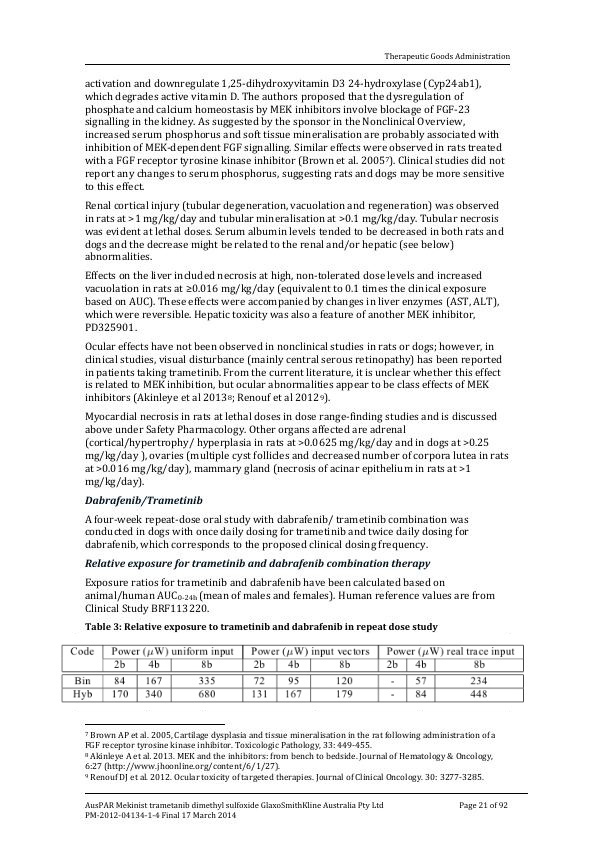 Therapeutic Goods Administration
activation and downregulate 1,25-dihydroxyvitamin D3 24-hydroxylase (Cyp24ab1),
which degrades active vitamin D. The authors proposed that the dysregulation of
phosphate and calcium homeostasis by MEK inhibitors involve blockage of FGF-23
signalling in the kidney. As suggested by the sponsor in the Nonclinical Overview,
increased serum phosphorus and soft tissue mineralisation are probably associated with
inhibition of MEK-dependent FGF signalling. Similar effects were observed in rats treated
with a FGF receptor tyrosine kinase inhibitor (Brown et al. 2005⁷). Clinical studies did not
report any changes to serum phosphorus, suggesting rats and dogs may be more sensitive
to this effect.
Renal cortical injury (tubular degeneration, vacuolation and regeneration) was observed
in rats at >1 mg/kg/day and tubular mineralisation at >0.1 mg/kg/day. Tubular necrosis
was evident at lethal doses. Serum albumin levels tended to be decreased in both rats and
dogs and the decrease might be related to the renal and/or hepatic (see below)
abnormalities.
Effects on the liver included necrosis at high, non-tolerated dose levels and increased
vacuolation in rats at ≥0.016 mg/kg/day (equivalent to 0.1 times the clinical exposure
based on AUC). These effects were accompanied by changes in liver enzymes (AST, ALT),
which were reversible. Hepatic toxicity was also a feature of another MEK inhibitor,
PD325901.
Ocular effects have not been observed in nonclinical studies in rats or dogs; however, in
clinical studies, visual disturbance (mainly central serous retinopathy) has been reported
in patients taking trametinib. From the current literature, it is unclear whether this effect
is related to MEK inhibition, but ocular abnormalities appear to be class effects of MEK
inhibitors (Akinleye et al 2013⁸; Renouf et al 2012⁹).
Myocardial necrosis in rats at lethal doses in dose range-finding studies and is discussed
above under Safety Pharmacology. Other organs affected are adrenal
(cortical/hypertrophy/ hyperplasia in rats at >0.0625 mg/kg/day and in dogs at >0.25
mg/kg/day ), ovaries (multiple cyst follicles and decreased number of corpora lutea in rats
at >0.016 mg/kg/day), mammary gland (necrosis of acinar epithelium in rats at >1
mg/kg/day).
Dabrafenib/Trametinib
A four-week repeat-dose oral study with dabrafenib/ trametinib combination was
conducted in dogs with once daily dosing for trametinib and twice daily dosing for
dabrafenib, which corresponds to the proposed clinical dosing frequency.
Relative exposure for trametinib and dabrafenib combination therapy
Exposure ratios for trametinib and dabrafenib have been calculated based on
animal/human AUC0-24h (mean of males and females). Human reference values are from
Clinical Study BRF113220.
Table 3: Relative exposure to trametinib and dabrafenib in repeat dose study
Code Power (μW) uniform input Power (μW) input vectors Power (μW) real trace input
2b 4b 8b 2b 4b 8b 2b 4b 8b
Bin 84 167 335 72 95 120 - 57 234
Hyb 170 340 680 131 167 179 - 84 448
⁷ Brown AP et al. 2005, Cartilage dysplasia and tissue mineralisation in the rat following administration of a
FGF receptor tyrosine kinase inhibitor. Toxicologic Pathology, 33: 449-455.
⁸ Akinleye A et al. 2013. MEK and the inhibitors: from bench to bedside. Journal of Hematology & Oncology,
6:27 (http://www.jhoonline.org/content/6/1/27).
⁹ Renouf DJ et al. 2012. Ocular toxicity of targeted therapies. Journal of Clinical Oncology. 30: 3277-3285.
AusPAR Mekinist trametanib dimethyl sulfoxide GlaxoSmithKline Australia Pty Ltd Page 21 of 92
PM-2012-04134-1-4 Final 17 March 2014